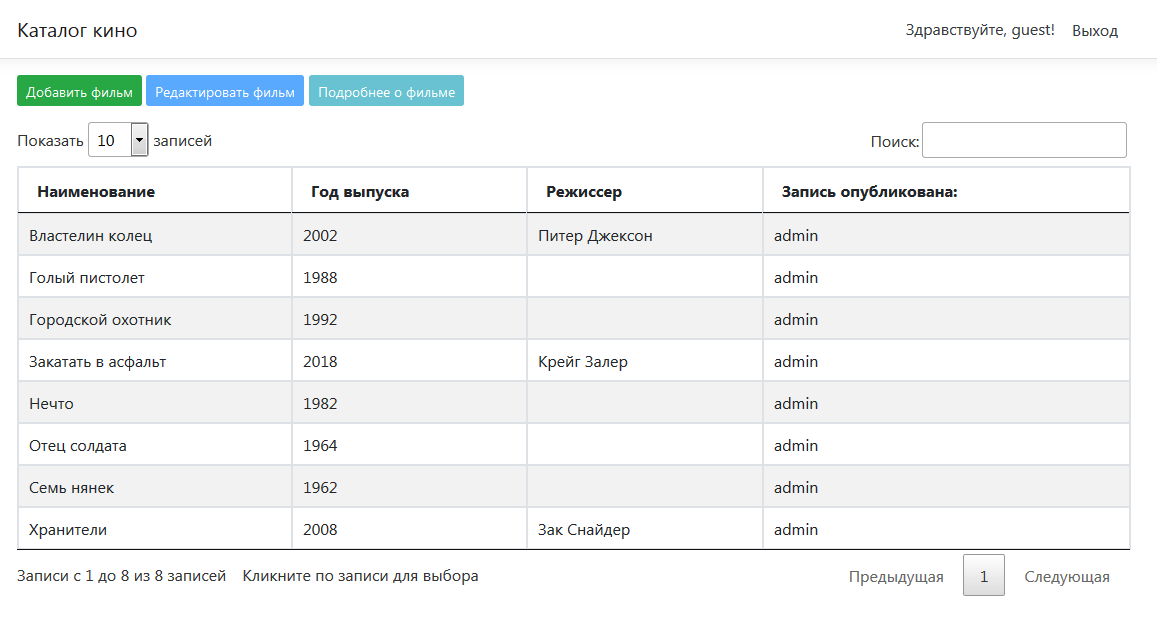 Каталог кино
Здравствуйте, guest! Выход
Добавить фильм Редактировать фильм Подробнее о фильме
Показать 10 записей Поиск:
Наименование Год выпуска Режиссер Запись опубликована:
Властелин колец 2002 Питер Джексон admin
Голый пистолет 1988 admin
Городской охотник 1992 admin
Закатать в асфальт 2018 Крейг Залер admin
Нечто 1982 admin
Отец солдата 1964 admin
Семь нянек 1962 admin
Хранители 2008 Зак Снайдер admin
Записи с 1 до 8 из 8 записей Кликните по записи для выбора Предыдущая 1 Следующая